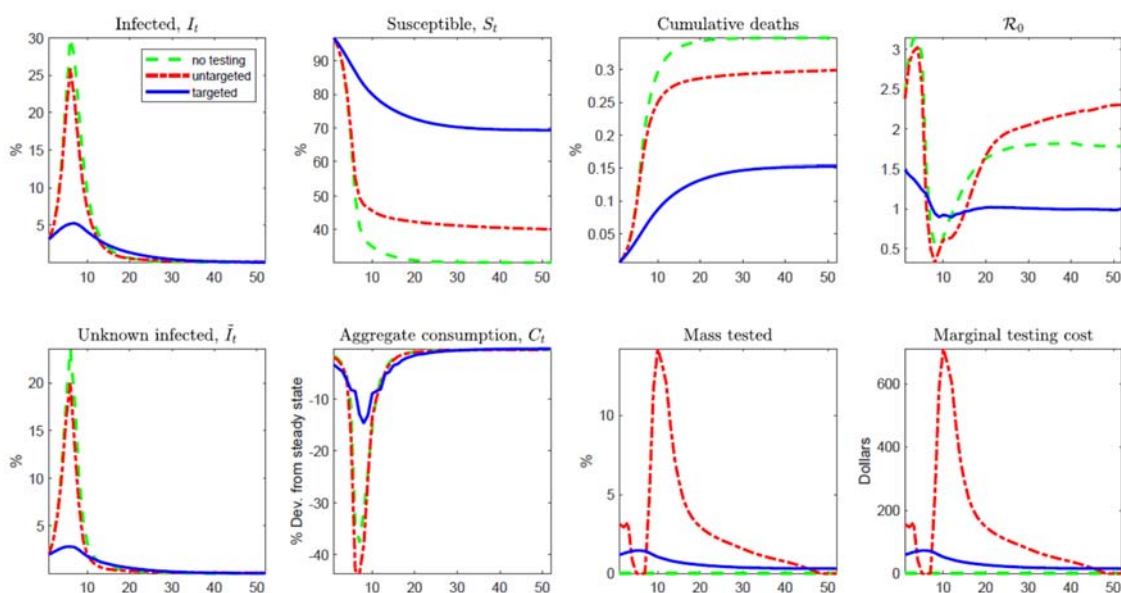 Infected, I_t
30
25
20
15
10
5
%
10 20 30 40 50
no testing
untargeted
targeted
Susceptible, S_t
90
80
70
60
50
40
%
10 20 30 40 50
Cumulative deaths
0.3
0.25
0.2
0.15
0.1
0.05
%
10 20 30 40 50
R_0
3
2.5
2
1.5
1
0.5
10 20 30 40 50
Unknown infected, Ĩ_t
20
15
10
5
%
10 20 30 40 50
Aggregate consumption, C_t
-10
-20
-30
-40
% Dev. from steady state
10 20 30 40 50
Mass tested
10
5
0
%
10 20 30 40 50
Marginal testing cost
600
400
200
0
Dollars
10 20 30 40 50